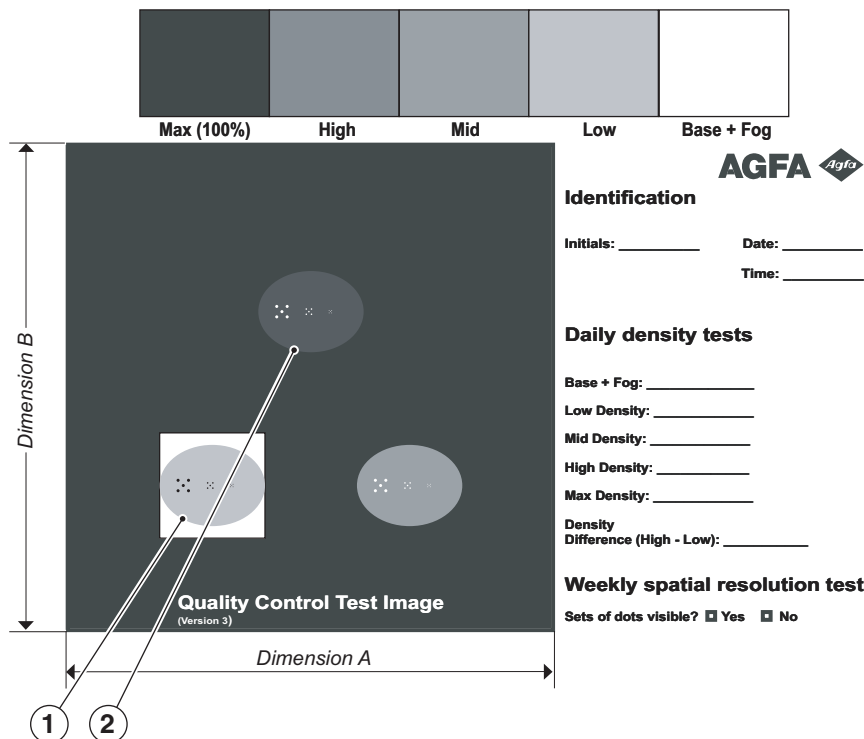 Max (100%) High Mid Low Base + Fog
AGFA Agfa
Identification
Initials: Date:
Time:
Dimension B
Daily density tests
Base + Fog:
Low Density:
Mid Density:
High Density:
Max Density:
Density
Difference (High - Low):
Quality Control Test Image
(Version 3)
Weekly spatial resolution test
Sets of dots visible? Yes No
Dimension A
1 2